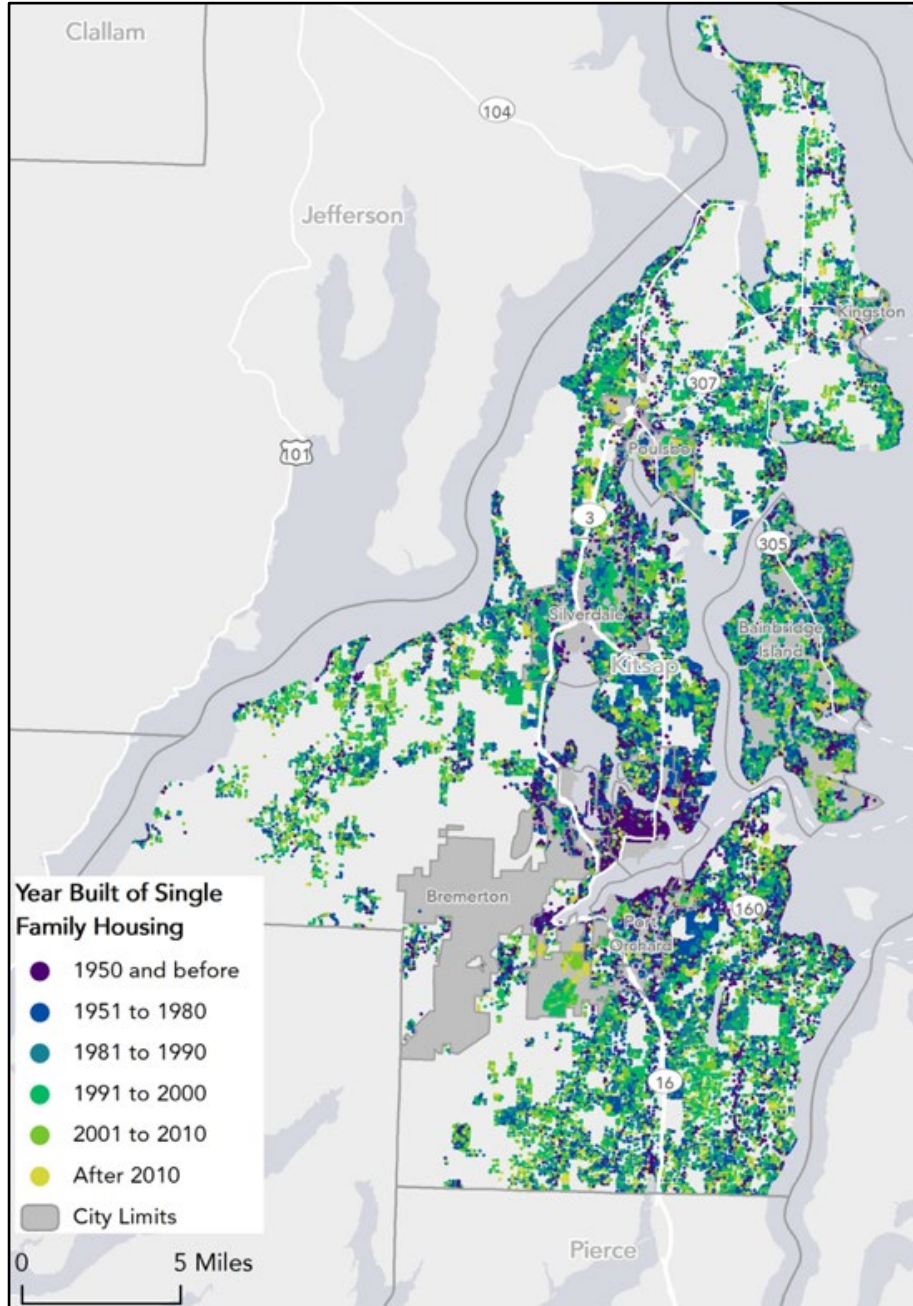 Clallam
104
Jefferson
Kingston
307
101
Poulsbo
3
305
Silverdale
Bainbridge
Island
Kitsap
Year Built of Single
Family Housing
1950 and before
1951 to 1980
1981 to 1990
1991 to 2000
2001 to 2010
After 2010
City Limits
0 5 Miles
Bremerton
160
Port
Orchard
16
Pierce